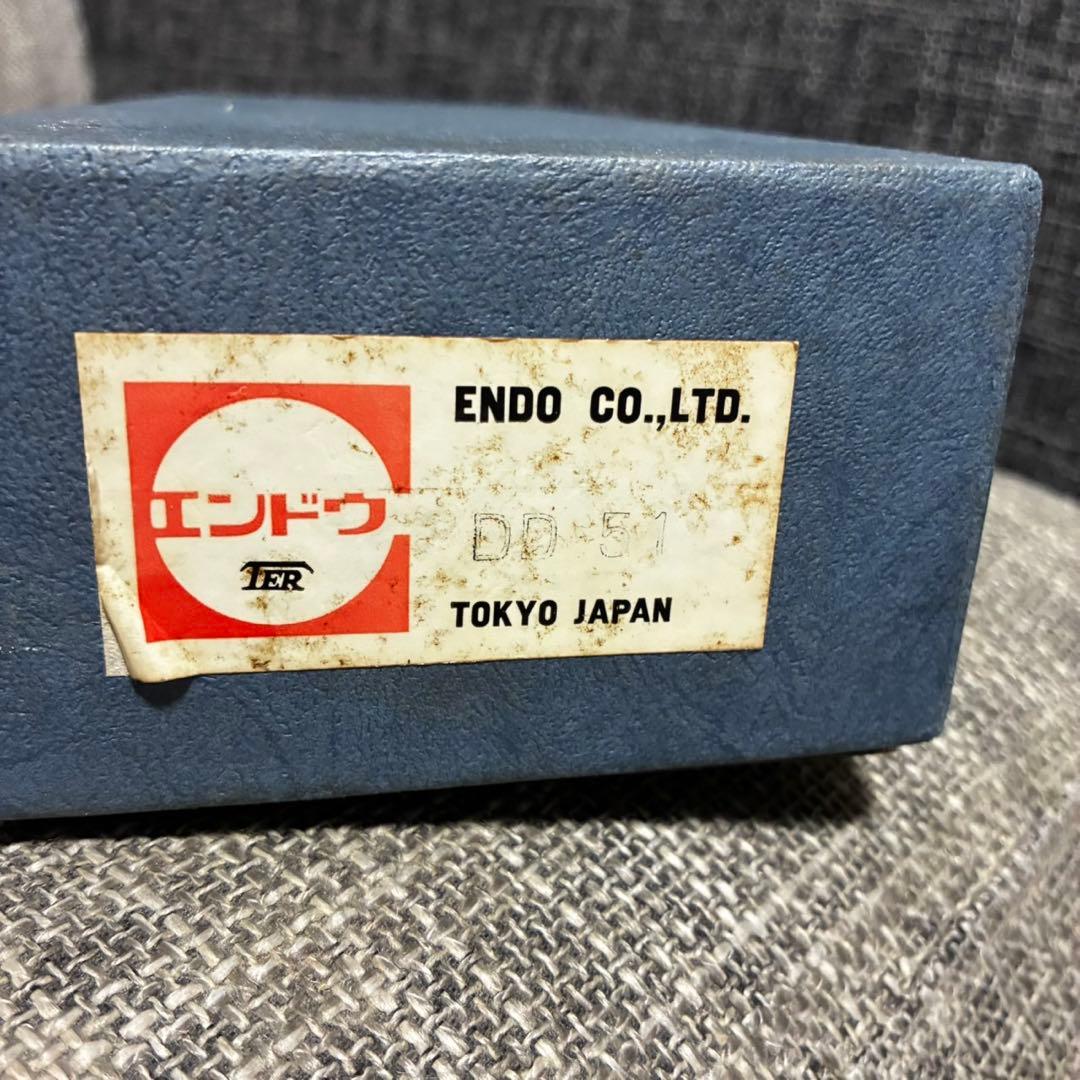 エンドウ
TER
ENDO CO.,LTD.
DD 51
TOKYO JAPAN